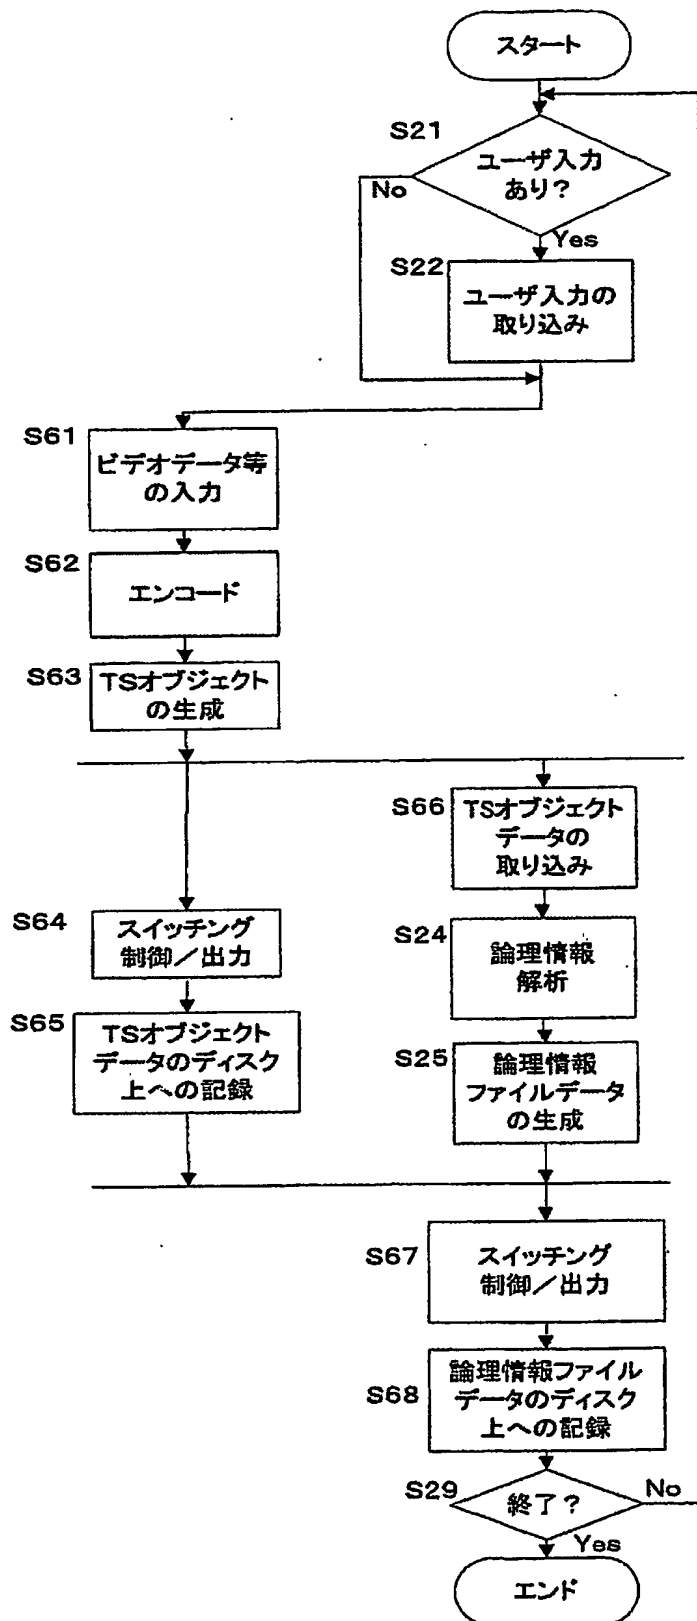 スタート
S21
ユーザ入力
あり？
No
Yes
S22
ユーザ入力の
取り込み
S61
ビデオデータ等
の入力
S62
エンコード
S63
TSオブジェクト
の生成
S66
TSオブジェクト
データの
取り込み
S64
スイッチング
制御／出力
S24
論理情報
解析
S65
TSオブジェクト
データのディスク
上への記録
S25
論理情報
ファイルデータ
の生成
S67
スイッチング
制御／出力
S68
論理情報ファイル
データのディスク
上への記録
S29
終了？
No
Yes
エンド